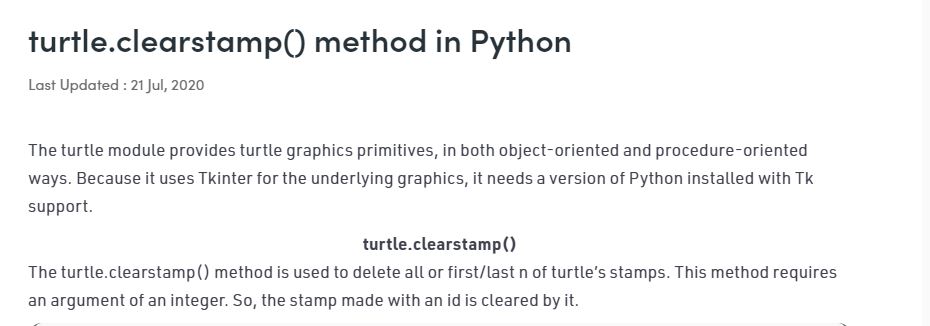 turtle.clearstamp() method in Python
Last Updated : 21 Jul, 2020
The turtle module provides turtle graphics primitives, in both object-oriented and procedure-oriented
ways. Because it uses Tkinter for the underlying graphics, it needs a version of Python installed with Tk
support.
turtle.clearstamp()
The turtle.clearstamp() method is used to delete all or first/last n of turtle’s stamps. This method requires
an argument of an integer. So, the stamp made with an id is cleared by it.